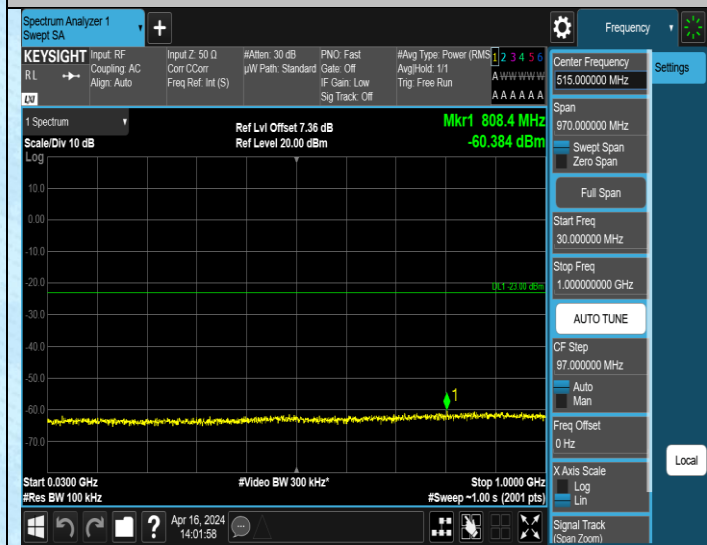 Spectrum Analyzer 1
Swept SA
+
Frequency
KEYSIGHT
RL
LXI
Input: RF
Coupling: AC
Align: Auto
Input Z: 50 Ω
Corr CCorr
Freq Ref: Int (S)
#Atten: 30 dB
µW Path: Standard
PNO: Fast
Gate: Off
IF Gain: Low
Sig Track: Off
#Avg Type: Power (RMS
Avg|Hold: 1/1
Trig: Free Run
1 2 3 4 5 6
A W W W W W
A A A A A A
1 Spectrum
Scale/Div 10 dB
Log
Ref Lvl Offset 7.36 dB
Ref Level 20.00 dBm
Mkr1 808.4 MHz
-60.384 dBm
10.0
0.00
-10.0
-20.0
-30.0
-40.0
-50.0
-60.0
-70.0
DL1 -23.00 dBm
1
Start 0.0300 GHz
#Res BW 100 kHz
#Video BW 300 kHz*
Stop 1.0000 GHz
#Sweep ~1.00 s (2001 pts)
?
Apr 16, 2024
14:01:58
Center Frequency
515.000000 MHz
Span
970.000000 MHz
Swept Span
Zero Span
Full Span
Start Freq
30.000000 MHz
Stop Freq
1.000000000 GHz
AUTO TUNE
CF Step
97.000000 MHz
Auto
Man
Freq Offset
0 Hz
X Axis Scale
Log
Lin
Signal Track
(Span Zoom)
Settings
Local